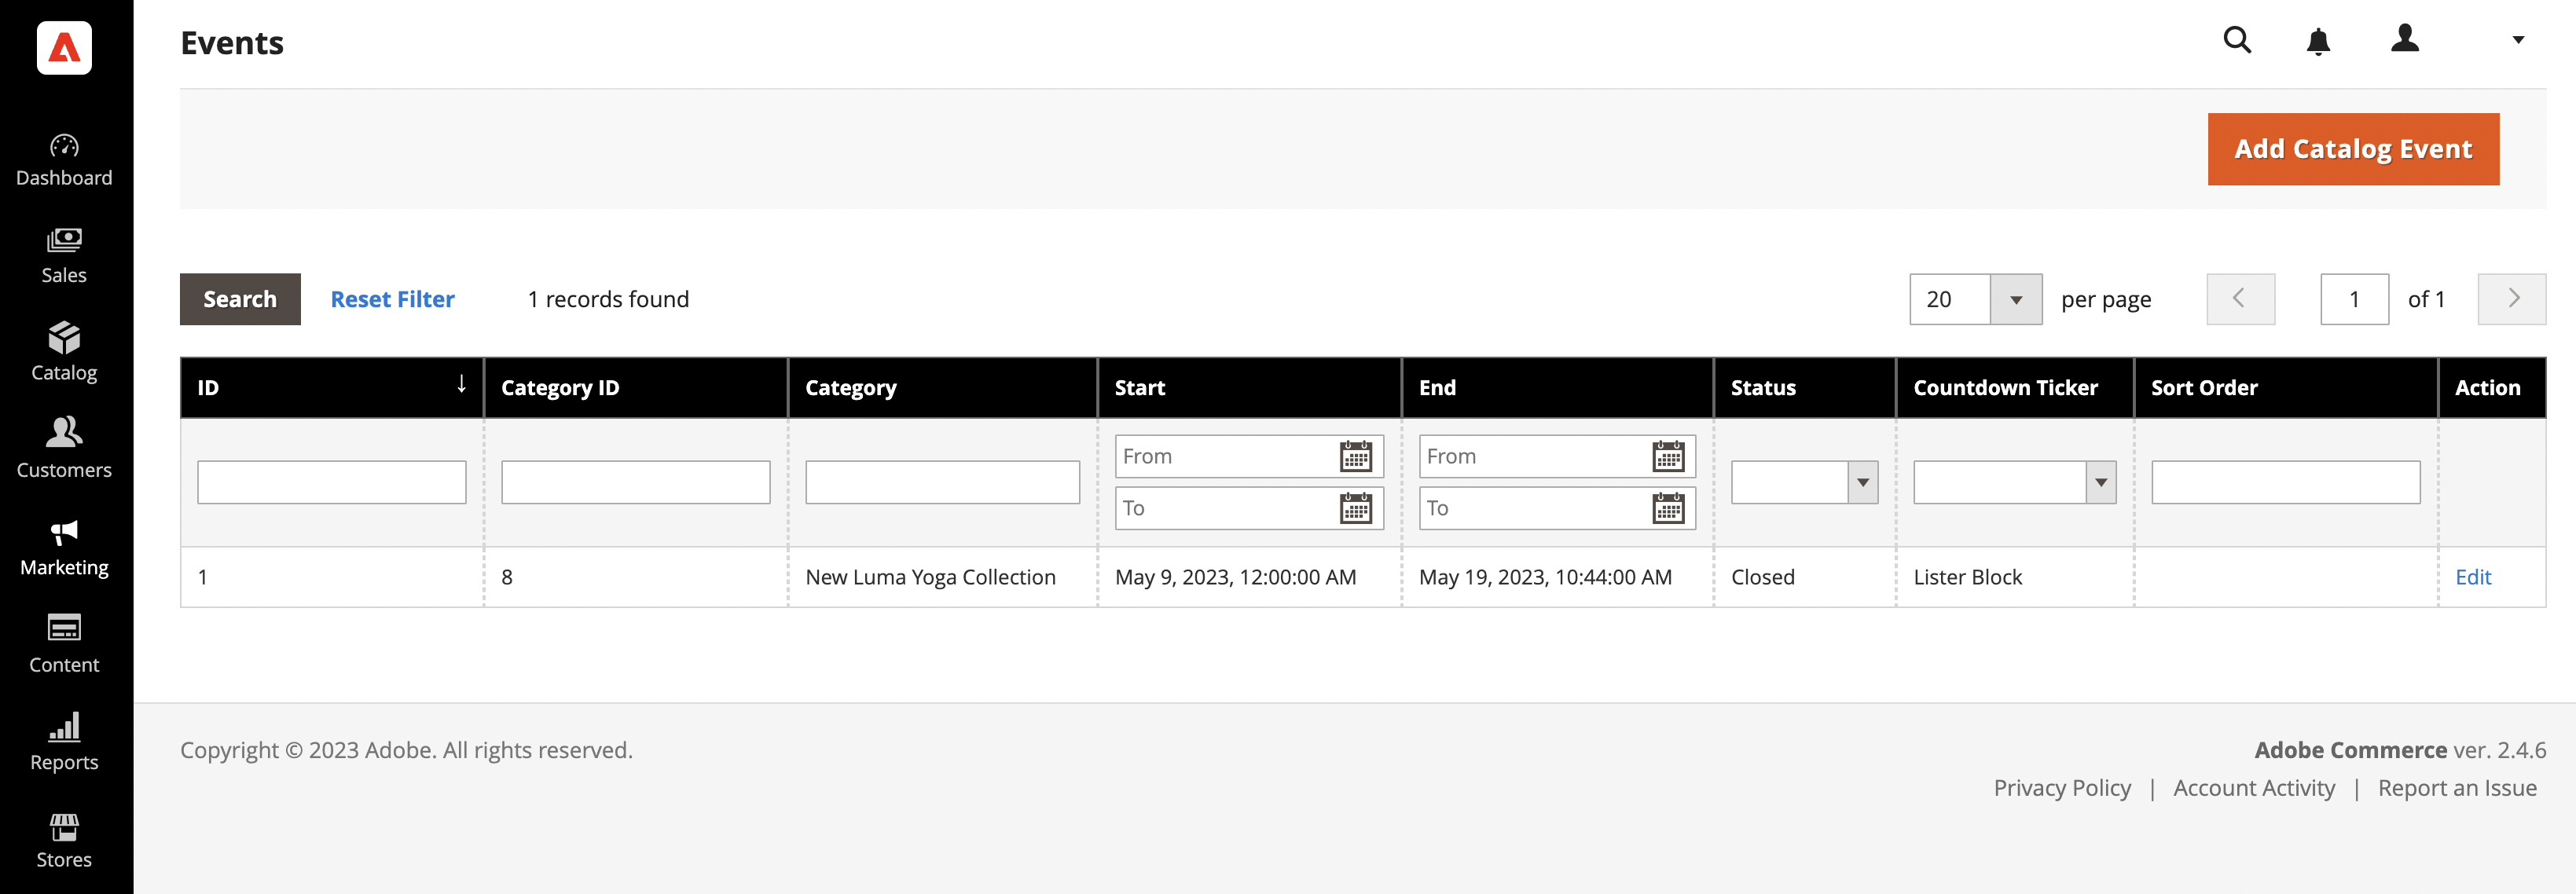 Events
Add Catalog Event
Dashboard
Sales
Catalog
Customers
Marketing
Content
Reports
Stores
Search Reset Filter 1 records found 20 per page 1 of 1
ID Category ID Category Start End Status Countdown Ticker Sort Order Action
From From
To To
1 8 New Luma Yoga Collection May 9, 2023, 12:00:00 AM May 19, 2023, 10:44:00 AM Closed Lister Block Edit
Copyright © 2023 Adobe. All rights reserved.
Adobe Commerce ver. 2.4.6
Privacy Policy | Account Activity | Report an Issue